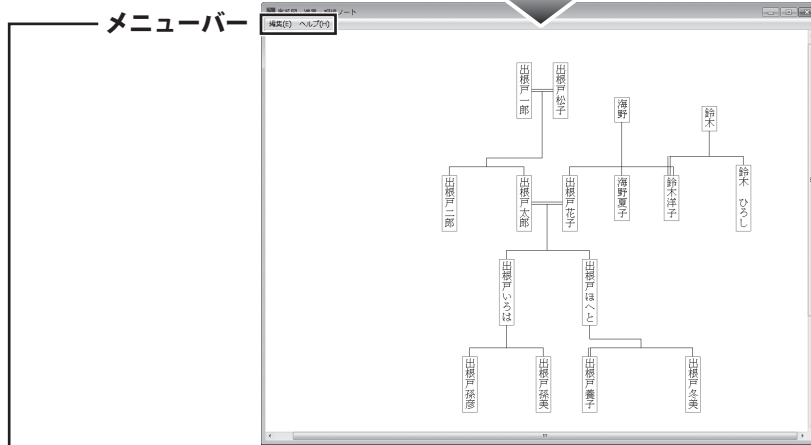 メニューバー
編集(E) ヘルプ(H)
出根戸一郎
出根戸松子
海野
鈴木
出根戸二郎
出根戸太郎
出根戸花子
海野夏子
鈴木洋子
鈴木 ひろし
出根戸いろは
出根戸ほへと
出根戸孫彦
出根戸孫美
出根戸養子
出根戸冬美